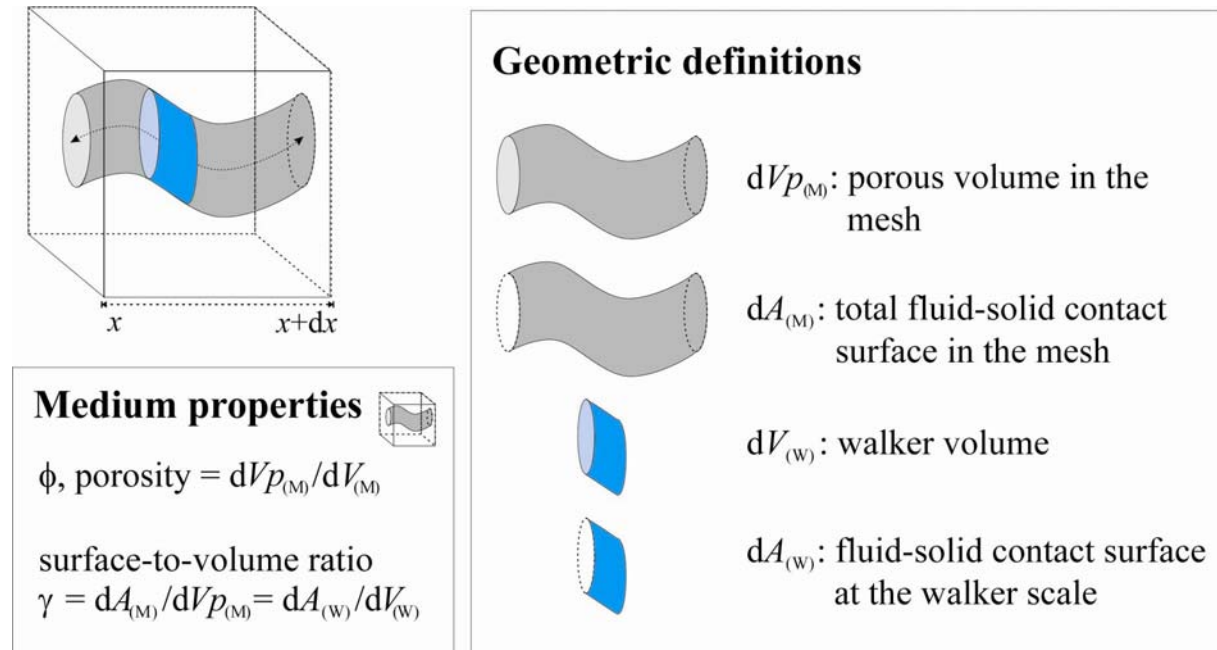 x
x+dx
Medium properties
ϕ, porosity = dVp(M)/dV(M)
surface-to-volume ratio
γ = dA(M)/dVp(M)= dA(W)/dV(W)
Geometric definitions
dVp(M): porous volume in the
mesh
dA(M): total fluid-solid contact
surface in the mesh
dV(W): walker volume
dA(W): fluid-solid contact surface
at the walker scale